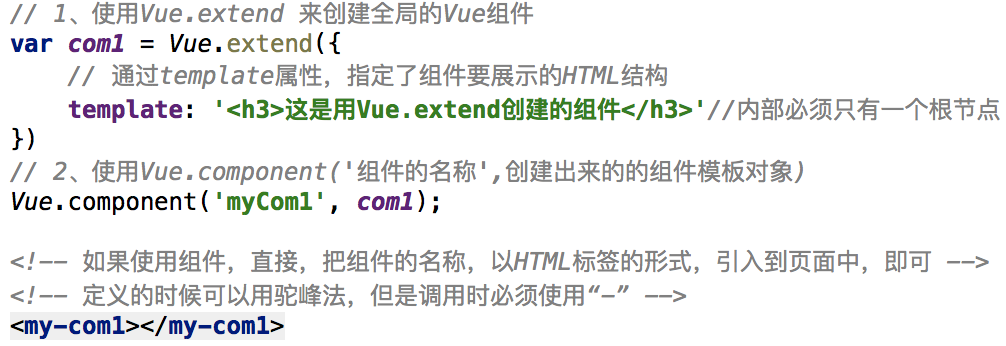 // 1、使用Vue.extend 来创建全局的Vue组件
var com1 = Vue.extend({
    // 通过template属性，指定了组件要展示的HTML结构
    template: '<h3>这是用Vue.extend创建的组件</h3>'//内部必须只有一个根节点
})
// 2、使用Vue.component('组件的名称',创建出来的的组件模板对象)
Vue.component('myCom1', com1);

<!-- 如果使用组件，直接，把组件的名称，以HTML标签的形式，引入到页面中，即可 -->
<!-- 定义的时候可以用驼峰法，但是调用时必须使用“-” -->
<my-com1></my-com1>